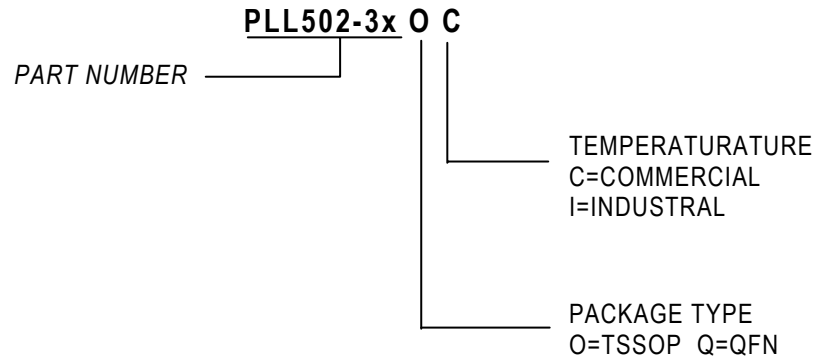 PLL502-3x O C
PART NUMBER
TEMPERATURATURE
C=COMMERCIAL
I=INDUSTRAL
PACKAGE TYPE
O=TSSOP Q=QFN